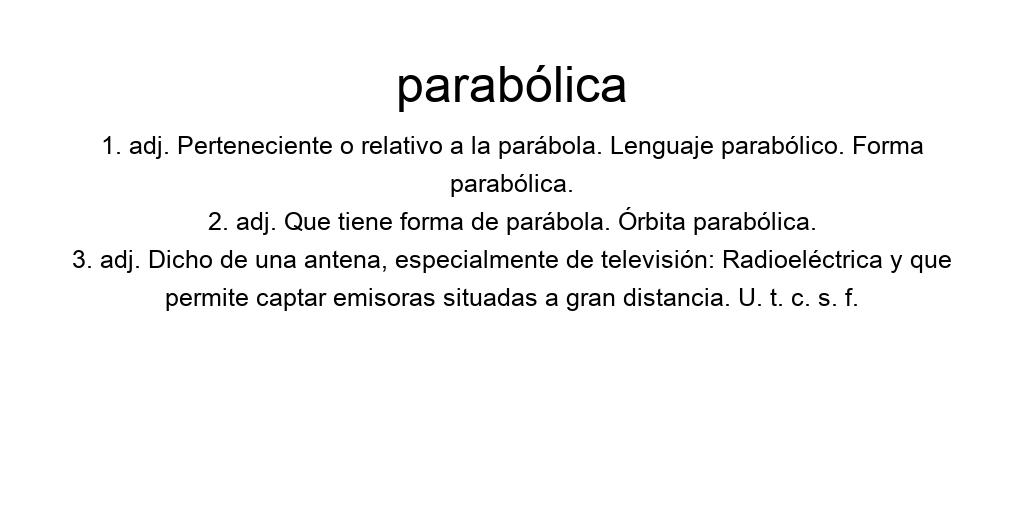 parabólica
1. adj. Perteneciente o relativo a la parábola. Lenguaje parabólico. Forma
parabólica.
2. adj. Que tiene forma de parábola. Órbita parabólica.
3. adj. Dicho de una antena, especialmente de televisión: Radioeléctrica y que
permite captar emisoras situadas a gran distancia. U. t. c. s. f.